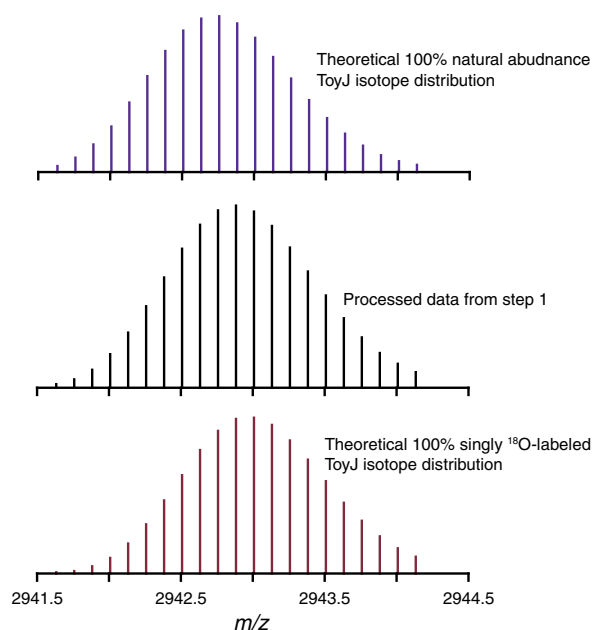 Theoretical 100% natural abudnance
ToyJ isotope distribution
Processed data from step 1
Theoretical 100% singly ¹⁸O-labeled
ToyJ isotope distribution
2941.5 2942.5 2943.5 2944.5
m/z